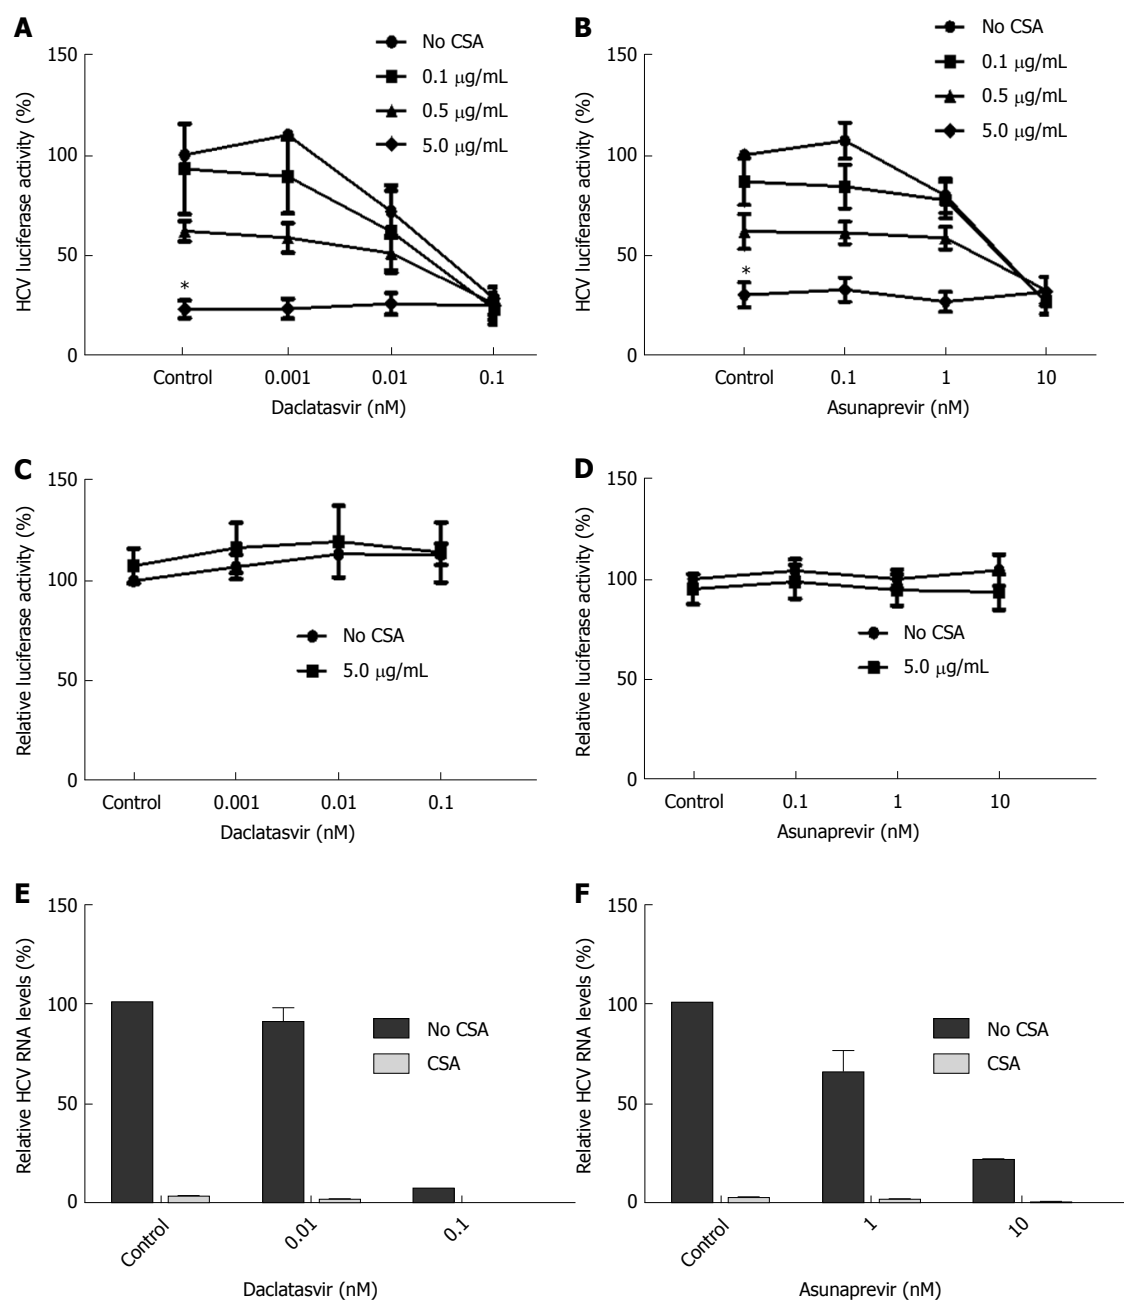 A
HCV luciferase activity (%)
150
100
50
0
No CSA
0.1 μg/mL
0.5 μg/mL
5.0 μg/mL
*
Control 0.001 0.01 0.1
Daclatasvir (nM)
B
HCV luciferase activity (%)
150
100
50
0
No CSA
0.1 μg/mL
0.5 μg/mL
5.0 μg/mL
*
Control 0.1 1 10
Asunaprevir (nM)
C
Relative luciferase activity (%)
150
100
50
0
No CSA
5.0 μg/mL
Control 0.001 0.01 0.1
Daclatasvir (nM)
D
Relative luciferase activity (%)
150
100
50
0
No CSA
5.0 μg/mL
Control 0.1 1 10
Asunaprevir (nM)
E
Relative HCV RNA levels (%)
150
100
50
0
No CSA
CSA
Control 0.01 0.1
Daclatasvir (nM)
F
Relative HCV RNA levels (%)
150
100
50
0
No CSA
CSA
Control 1 10
Asunaprevir (nM)